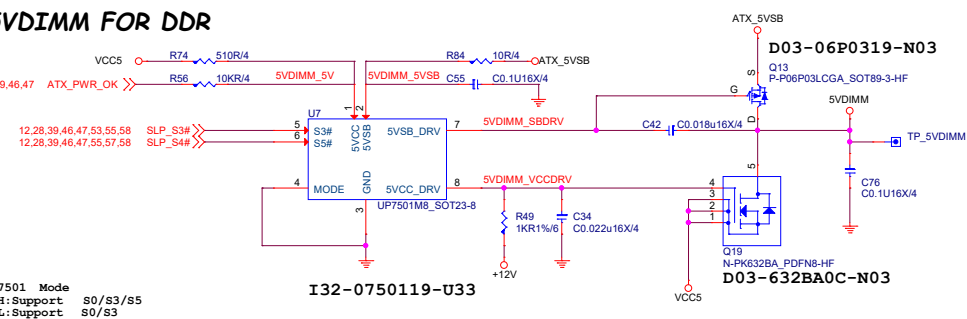 5VDIMM FOR DDR
ATX_5VSB
D03-06P0319-N03
VCC5
R74
510R/4
R84
10R/4
ATX_5VSB
Q13
P-P06P03LCGA_SOT89-3-HF
9,46,47
ATX_PWR_OK
R56
10KR/4
5VDIMM_5V
5VDIMM_5VSB
C55
C0.1U16X/4
S
G
D
5VDIMM
U7
1
2
12,28,39,46,47,53,55,58
SLP_S3#
5
S3#
5VCC
5VSB
5VSB_DRV
7
5VDIMM_SBDRV
C42
C0.018u16X/4
TP_5VDIMM
12,28,39,46,47,55,57,58
SLP_S4#
6
S5#
4
MODE
GND
5VCC_DRV
8
5VDIMM_VCCDRV
5
4
3
2
1
C76
C0.1U16X/4
3
UP7501M8_SOT23-8
R49
1KR1%/6
C34
C0.022u16X/4
+12V
Q19
N-PK632BA_PDFN8-HF
D03-632BA0C-N03
VCC5
I32-0750119-U33
7501 Mode
H:Support S0/S3/S5
L:Support S0/S3